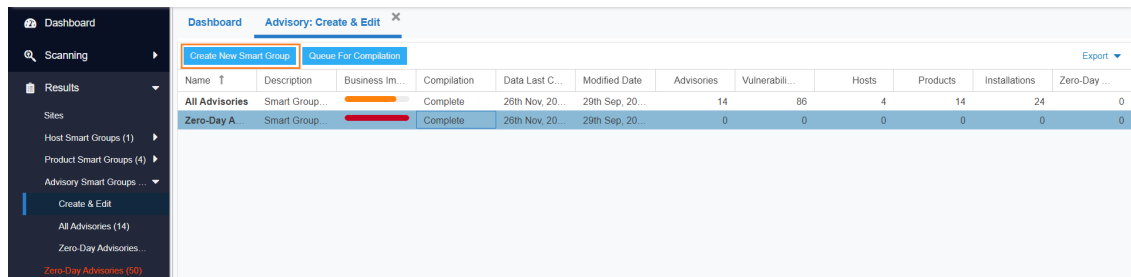 Dashboard
Dashboard Advisory: Create & Edit
Scanning
Create New Smart Group Queue For Compilation Export
Name Description Business Im... Compilation Data Last C... Modified Date Advisories Vulnerabili... Hosts Products Installations Zero-Day ...
Results
All Advisories Smart Group... Complete 26th Nov, 20... 29th Sep, 20... 14 86 4 14 24 0
Sites
Zero-Day A... Smart Group... Complete 26th Nov, 20... 29th Sep, 20... 0 0 0 0 0 0
Host Smart Groups (1)
Product Smart Groups (4)
Advisory Smart Groups ...
Create & Edit
All Advisories (14)
Zero-Day Advisories...
Zero-Day Advisories (50)